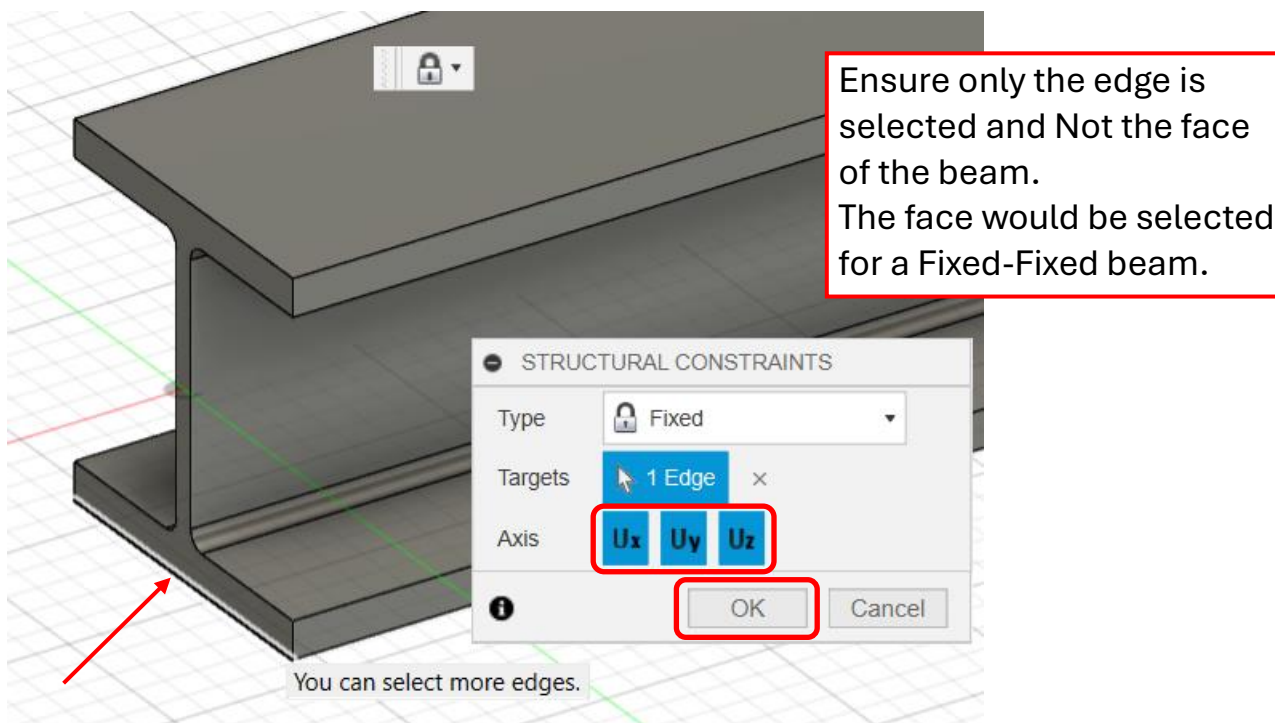 Ensure only the edge is
selected and Not the face
of the beam.
The face would be selected
for a Fixed-Fixed beam.
STRUCTURAL CONSTRAINTS
Type Fixed
Targets 1 Edge ×
Axis Ux Uy Uz
OK Cancel
You can select more edges.